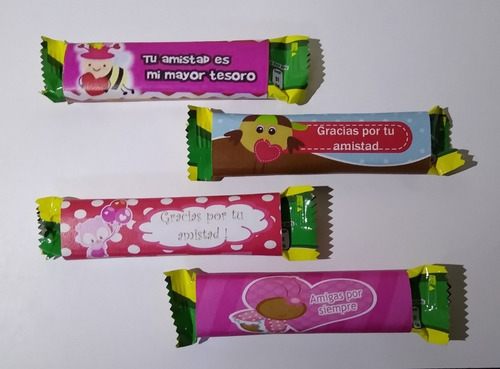 Tu amistad es
mi mayor tesoro
Gracias por tu
amistad
Gracias por tu
amistad !
Amigas por
siempre